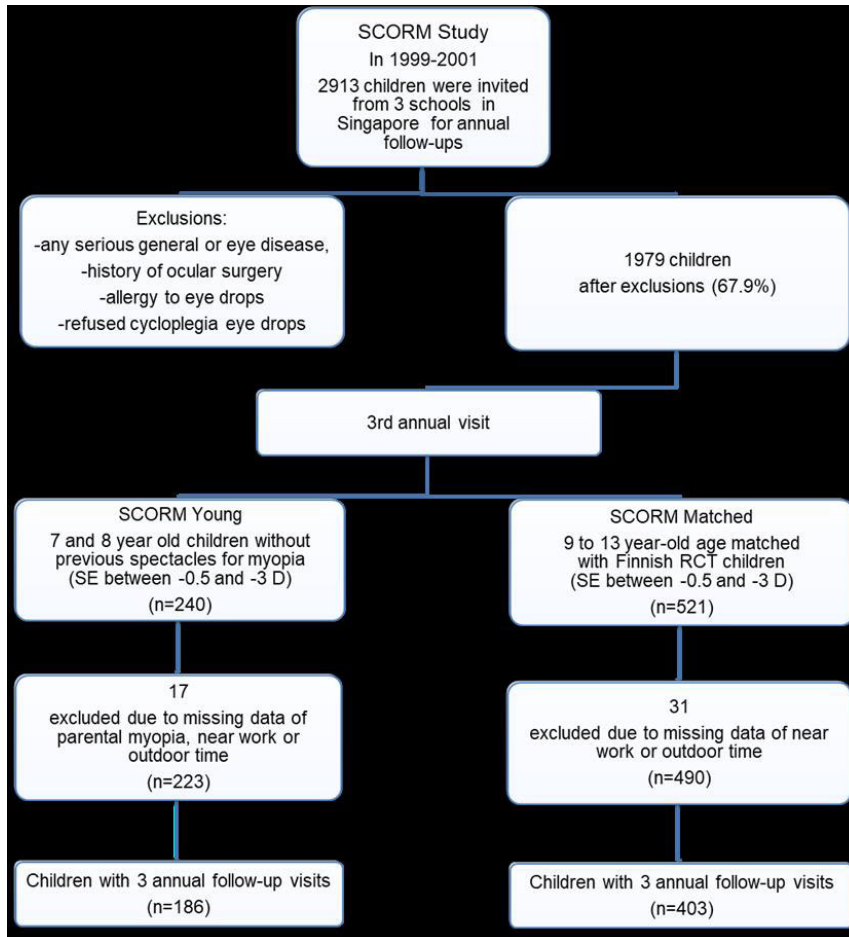 SCORM Study
In 1999-2001
2913 children were invited
from 3 schools in
Singapore for annual
follow-ups
Exclusions:
-any serious general or eye disease,
-history of ocular surgery
-allergy to eye drops
-refused cycloplegia eye drops
1979 children
after exclusions (67.9%)
3rd annual visit
SCORM Young
7 and 8 year old children without
previous spectacles for myopia
(SE between -0.5 and -3 D)
(n=240)
SCORM Matched
9 to 13 year-old age matched
with Finnish RCT children
(SE between -0.5 and -3 D)
(n=521)
17
excluded due to missing data of
parental myopia, near work or
outdoor time
(n=223)
31
excluded due to missing data of near
work or outdoor time
(n=490)
Children with 3 annual follow-up visits
(n=186)
Children with 3 annual follow-up visits
(n=403)